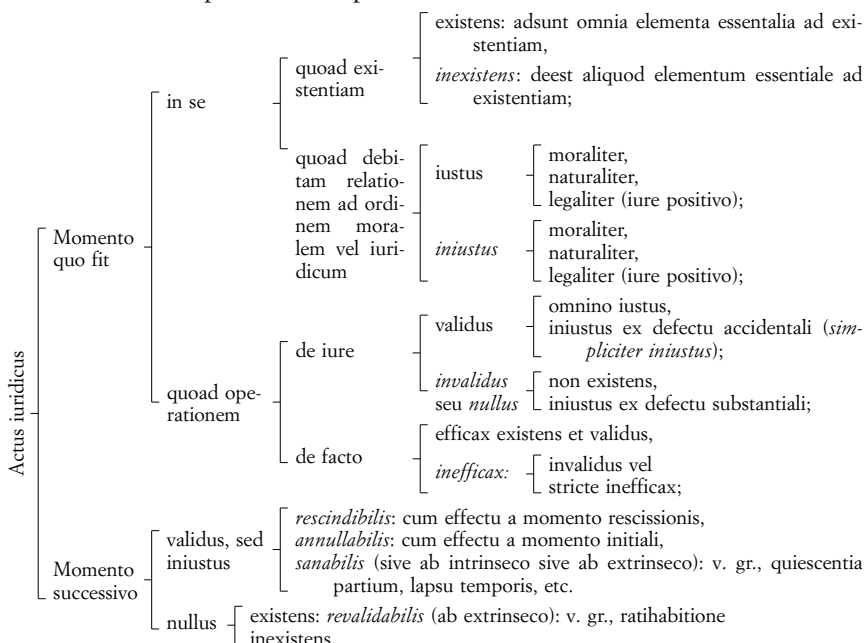 existens: adsunt omnia elementa essentalia ad exi-
stentiam,
inexistens: deest aliquod elementum essentiale ad
existentiam;
quoad exi-
stentiam
in se
quoad debi-
tam relatio-
nem ad ordi-
nem mora-
lem vel iuri-
dicum
iustus
moraliter,
naturaliter,
legaliter (iure positivo);
iniustus
moraliter,
naturaliter,
legaliter (iure positivo);
Momento
quo fit
quoad ope-
rationem
de iure
validus
omnino iustus,
iniustus ex defectu accidentali (sim-
pliciter iniustus);
invalidus
seu nullus
non existens,
iniustus ex defectu substantiali;
de facto
efficax existens et validus,
inefficax:
invalidus vel
stricte inefficax;
Actus iuridicus
Momento
successivo
validus, sed
iniustus
rescindibilis: cum effectu a momento rescissionis,
annullabilis: cum effectu a momento initiali,
sanabilis (sive ab intrinseco sive ab extrinseco): v. gr., quiescentia
partium, lapsu temporis, etc.
nullus
existens: revalidabilis (ab extrinseco): v. gr., ratihabitione
inexistens